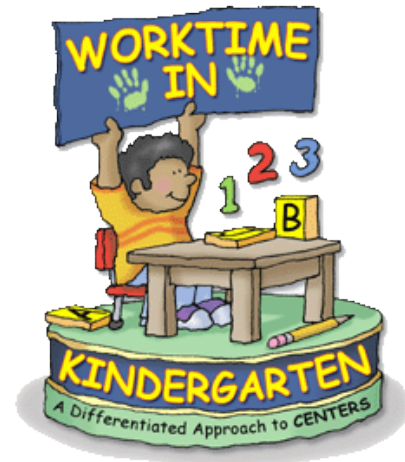 WORKTIME
IN
1 2 3
B
KINDERGARTEN
A Differentiated Approach to CENTERS